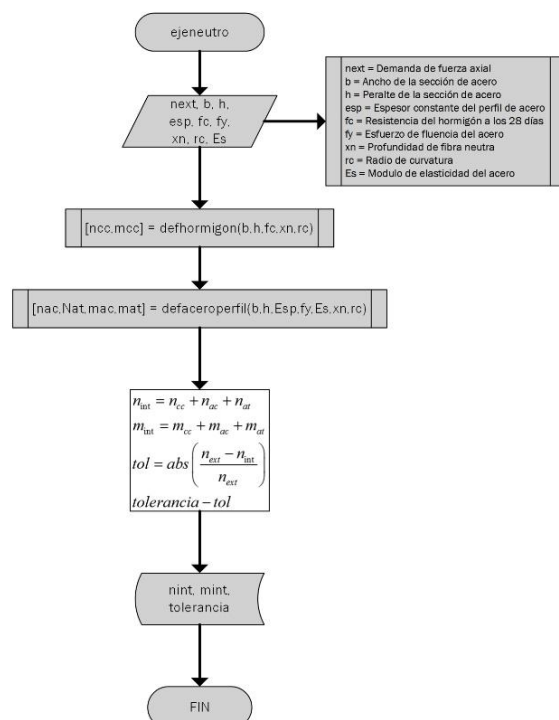 ejeneutro
next, b, h,
esp, fc, fy,
xn, rc, Es
next = Demanda de fuerza axial
b = Ancho de la sección de acero
h = Peralte de la sección de acero
esp = Espesor constante del perfil de acero
fc = Resistencia del hormigón a los 28 días
fy = Esfuerzo de fluencia del acero
xn = Profundidad de fibra neutra
rc = Radio de curvatura
Es = Modulo de elasticidad del acero
[ncc,mcc] = defhormigon(b,h,fc,xn,rc)
[nac,Nat,mac,mat] = defaceroperfil(b,h,Esp,fy,Es,xn,rc)
n_int = n_cc + n_ac + n_at
m_int = m_cc + m_ac + m_at
tol = abs((n_ext − n_int)/n_ext)
tolerancia − tol
nint, mint,
tolerancia
FIN